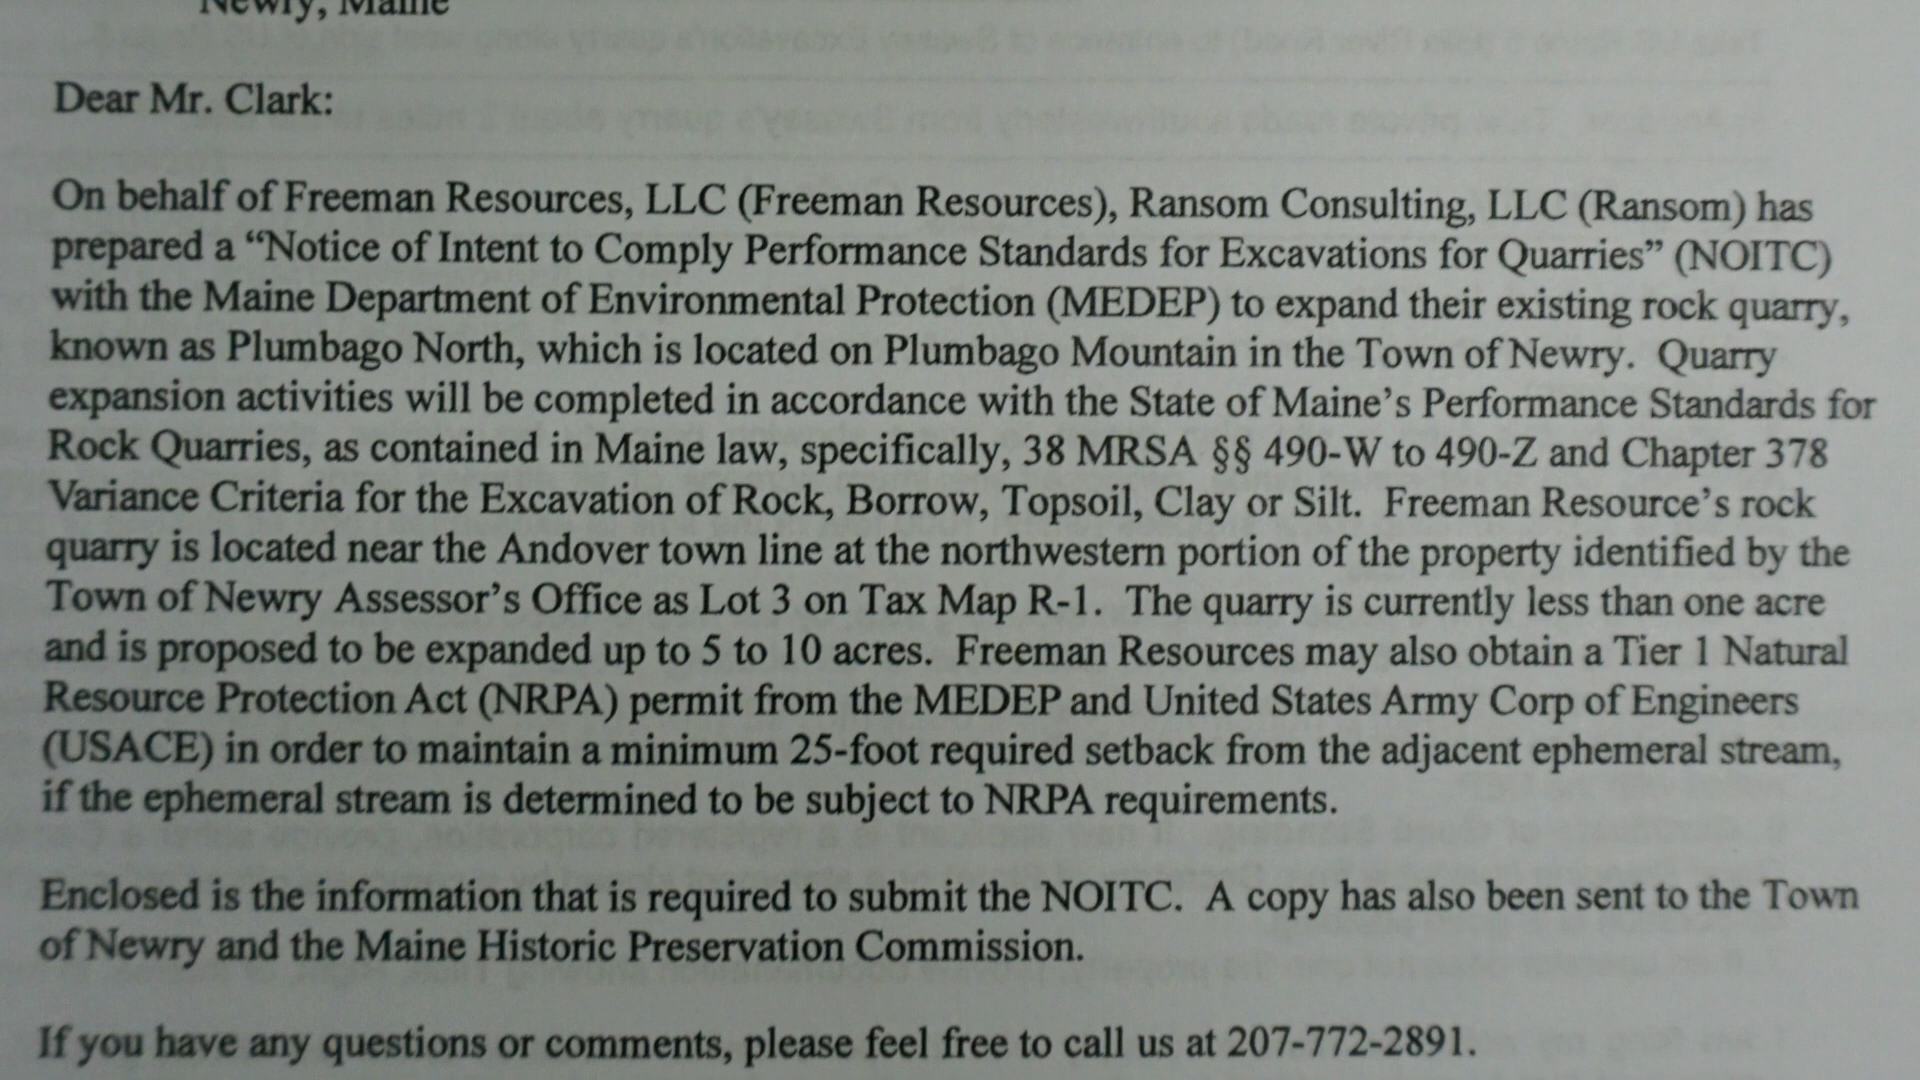 Newry, Maine
Dear Mr. Clark:
On behalf of Freeman Resources, LLC (Freeman Resources), Ransom Consulting, LLC (Ransom) has
prepared a “Notice of Intent to Comply Performance Standards for Excavations for Quarries” (NOITC)
with the Maine Department of Environmental Protection (MEDEP) to expand their existing rock quarry,
known as Plumbago North, which is located on Plumbago Mountain in the Town of Newry. Quarry
expansion activities will be completed in accordance with the State of Maine’s Performance Standards for
Rock Quarries, as contained in Maine law, specifically, 38 MRSA §§ 490-W to 490-Z and Chapter 378
Variance Criteria for the Excavation of Rock, Borrow, Topsoil, Clay or Silt. Freeman Resource’s rock
quarry is located near the Andover town line at the northwestern portion of the property identified by the
Town of Newry Assessor’s Office as Lot 3 on Tax Map R-1. The quarry is currently less than one acre
and is proposed to be expanded up to 5 to 10 acres. Freeman Resources may also obtain a Tier 1 Natural
Resource Protection Act (NRPA) permit from the MEDEP and United States Army Corp of Engineers
(USACE) in order to maintain a minimum 25-foot required setback from the adjacent ephemeral stream,
if the ephemeral stream is determined to be subject to NRPA requirements.
Enclosed is the information that is required to submit the NOITC. A copy has also been sent to the Town
of Newry and the Maine Historic Preservation Commission.
If you have any questions or comments, please feel free to call us at 207-772-2891.